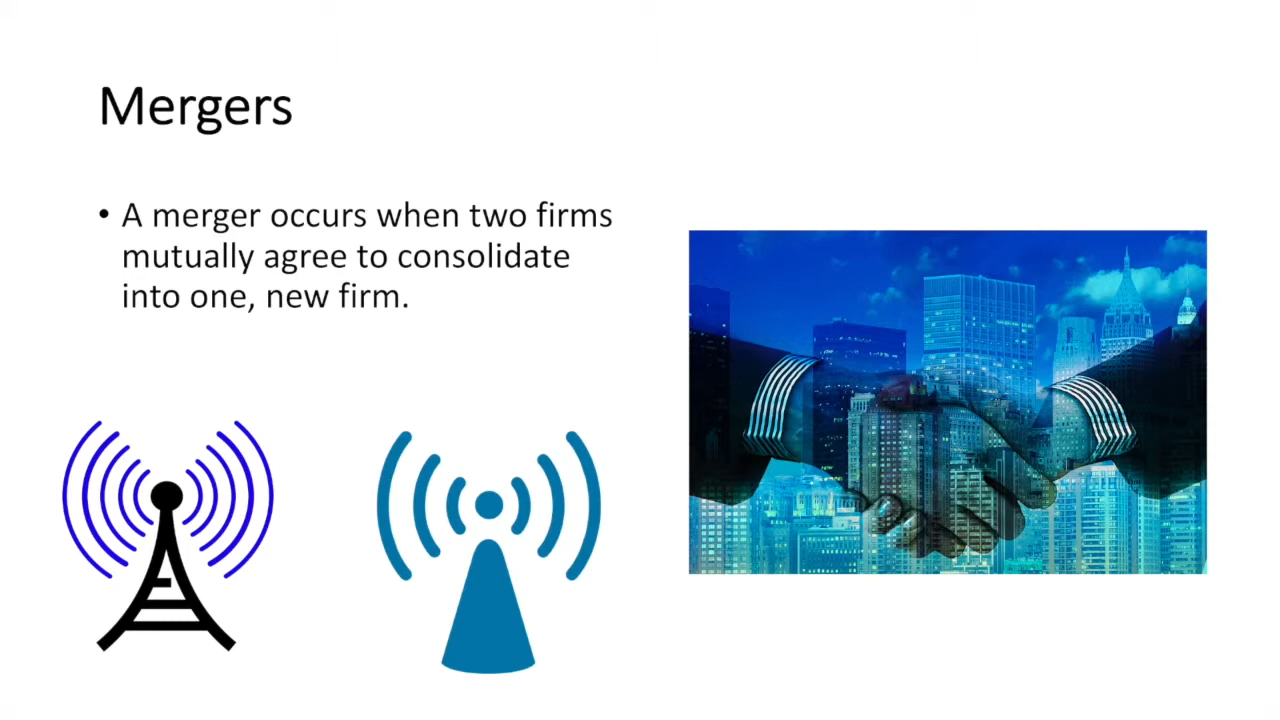 Mergers
• A merger occurs when two firms
mutually agree to consolidate
into one, new firm.